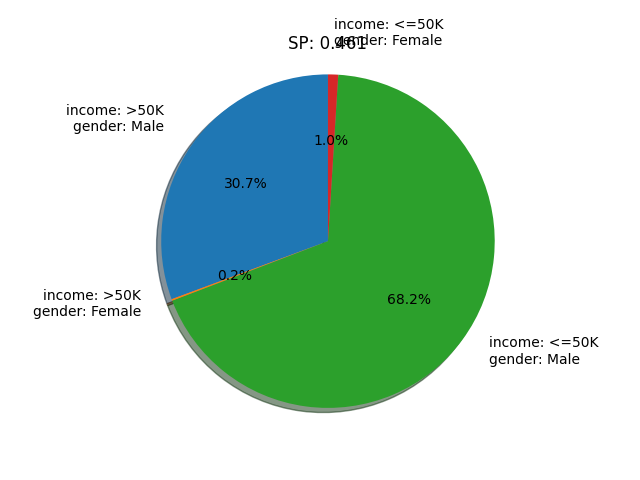 income: <=50K
gender: Female
SP: 0.461
income: >50K
gender: Male
1.0%
30.7%
0.2%
income: >50K
gender: Female
68.2%
income: <=50K
gender: Male